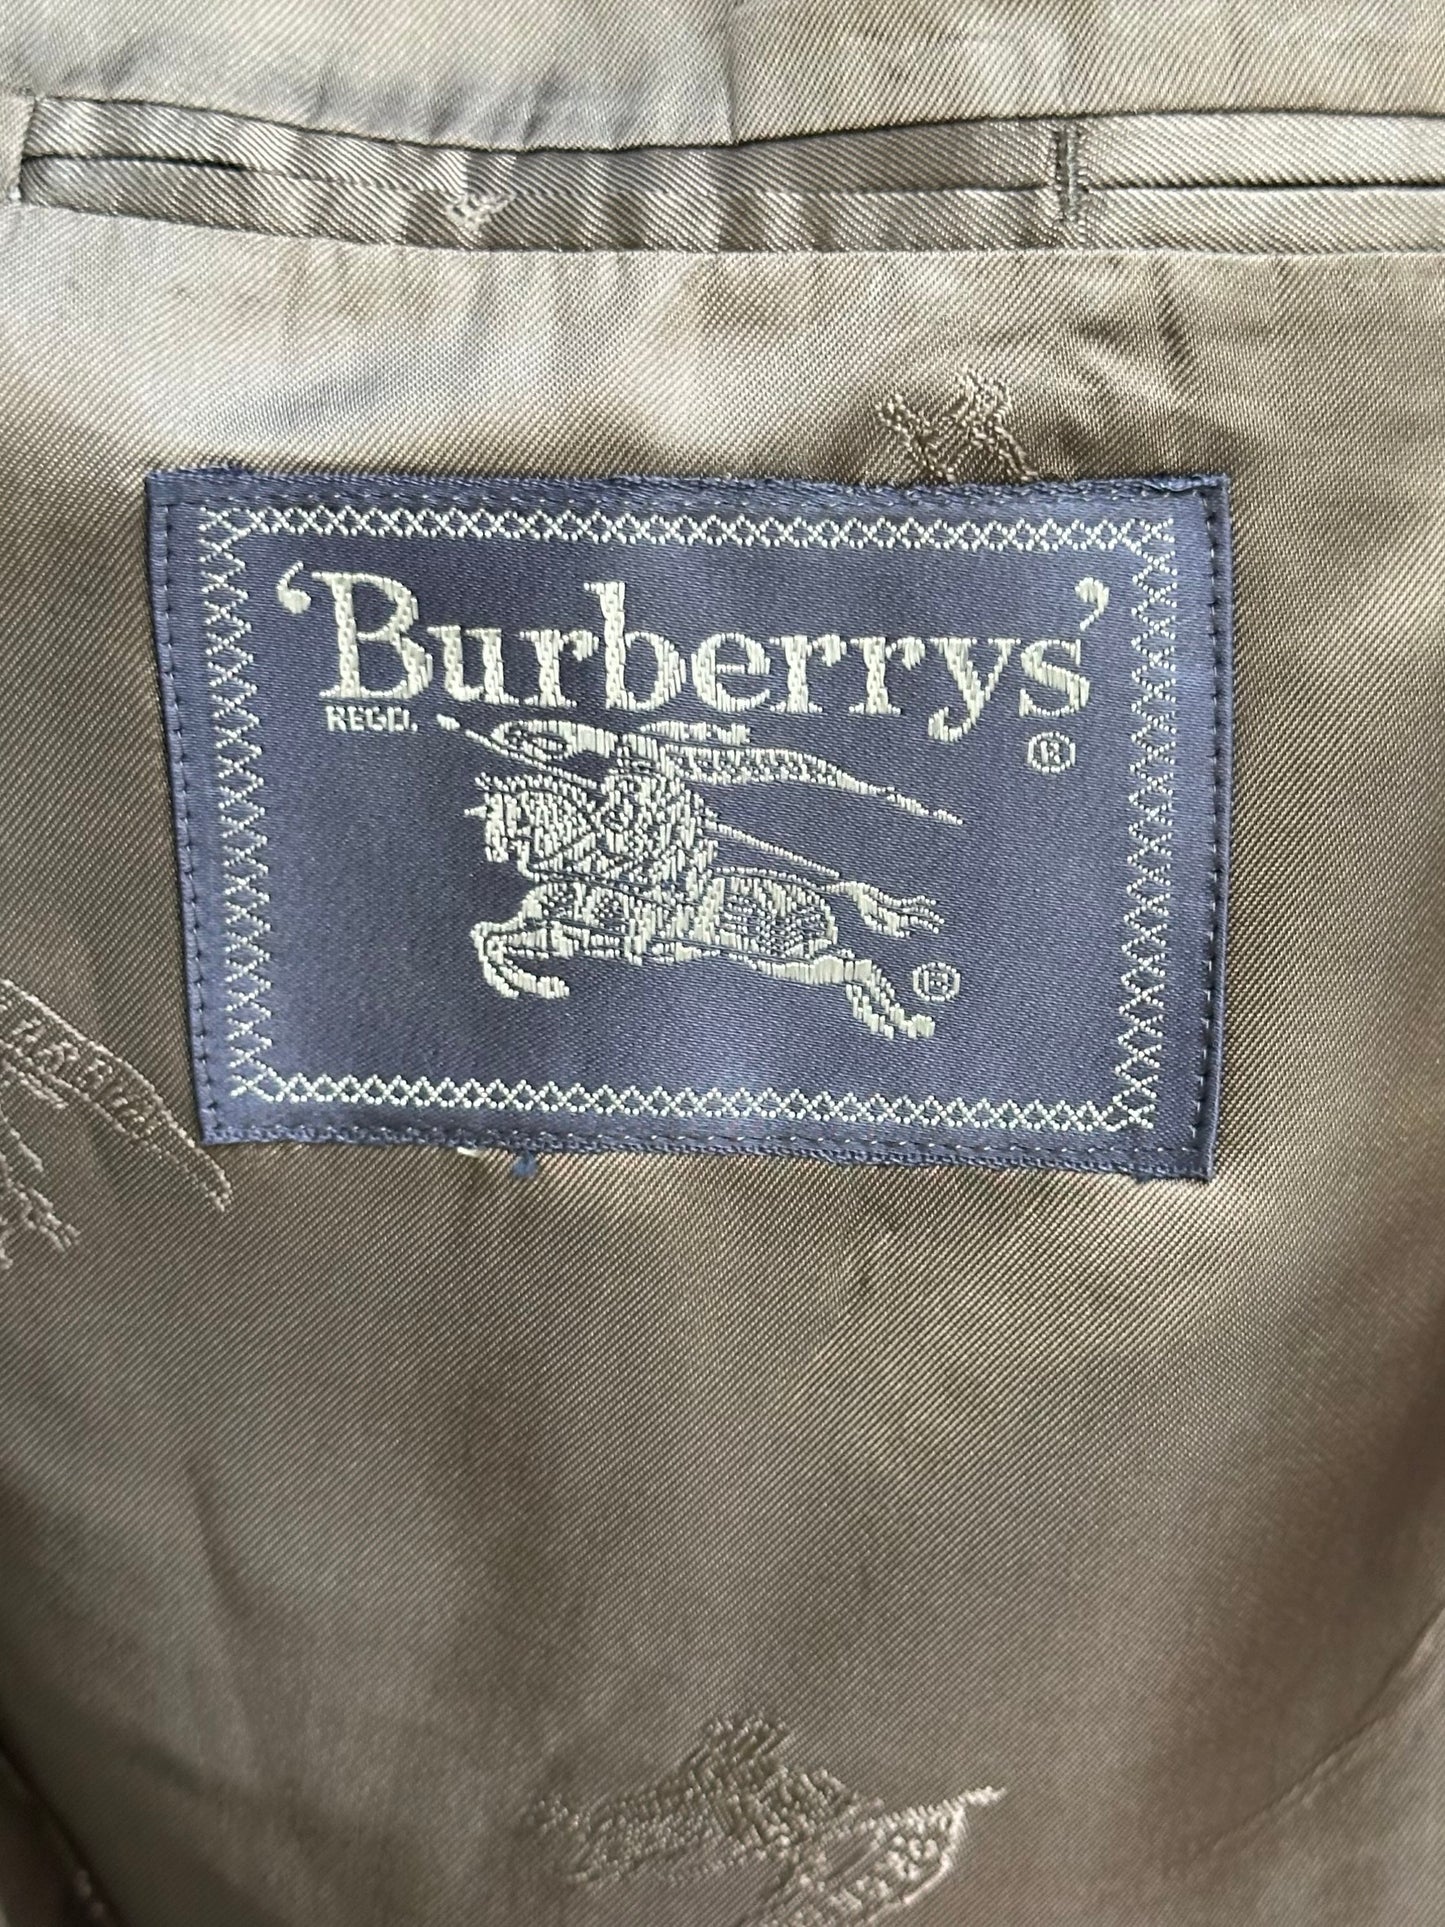 ‘Burberrys’
REGD. ®
®